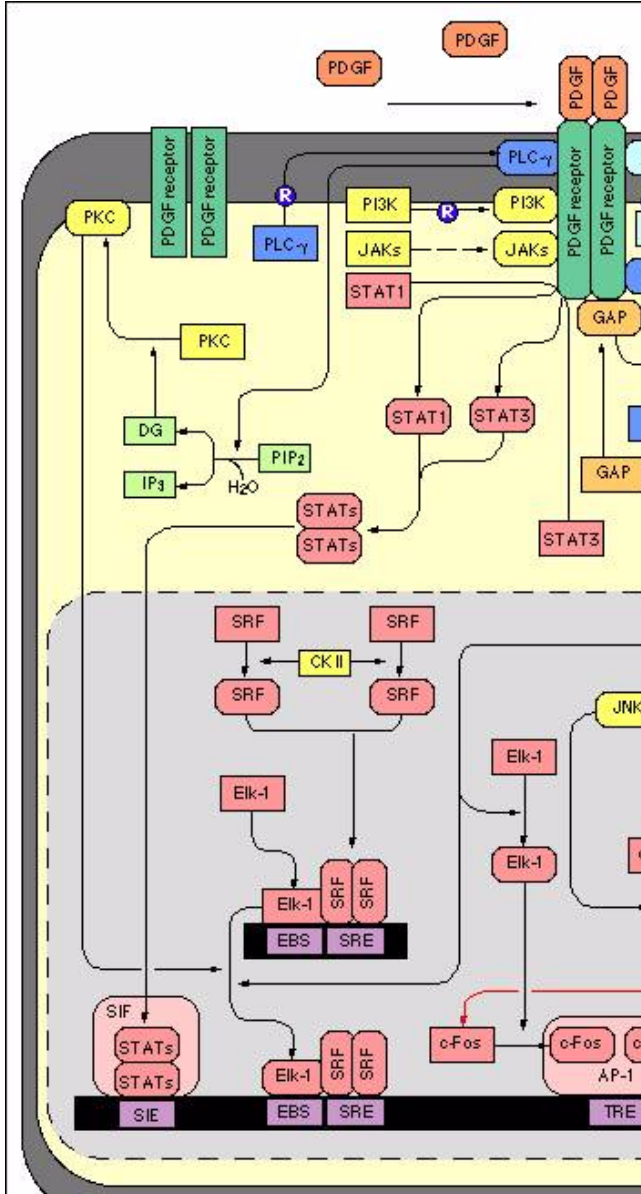 PDGF
PDGF
PDGF
PDGF
PDGF receptor
PDGF receptor
PLC-γ
PDGF receptor
PDGF receptor
PKC
R
PI3K
R
PI3K
PLC-γ
JAKs
JAKs
STAT1
GAP
PKC
STAT1
STAT3
DG
PIP2
IP3
H2O
GAP
STATs
STATs
STAT3
SRF
SRF
CK II
SRF
SRF
JNK
Elk-1
Elk-1
Elk-1
Elk-1
SRF
SRF
EBS
SRE
SIF
STATs
STATs
Elk-1
SRF
SRF
c-Fos
c-Fos
c
AP-1
SIE
EBS
SRE
TRE